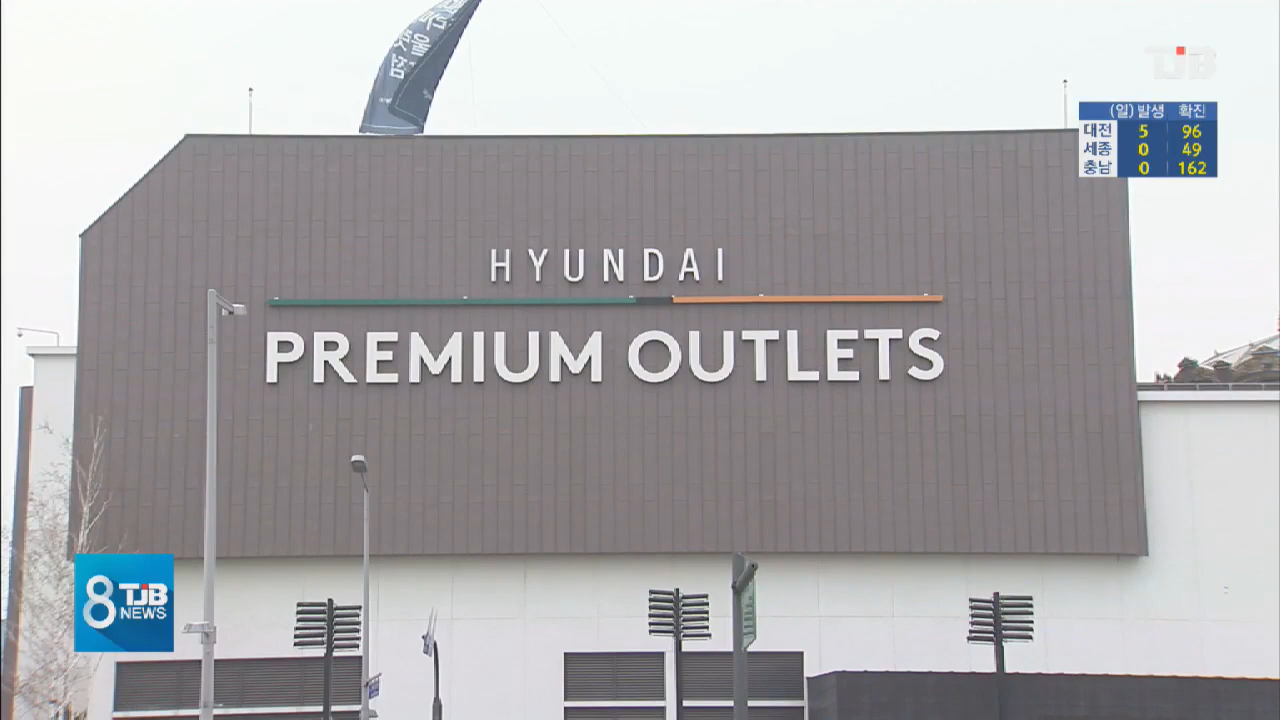 TJB
(일) 발생 확진
대전 5 96
세종 0 49
충남 0 162
HYUNDAI
PREMIUM OUTLETS
8 TJB
NEWS